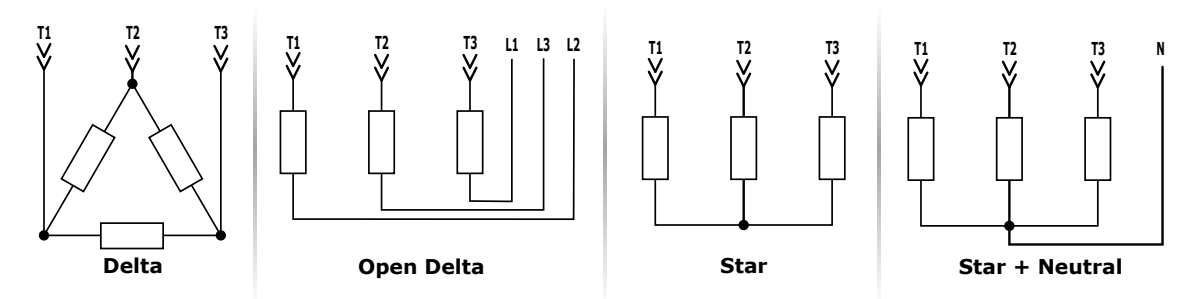 T1 T2 T3
Delta
T1 T2 T3 L1 L3 L2
Open Delta
T1 T2 T3
Star
T1 T2 T3 N
Star + Neutral